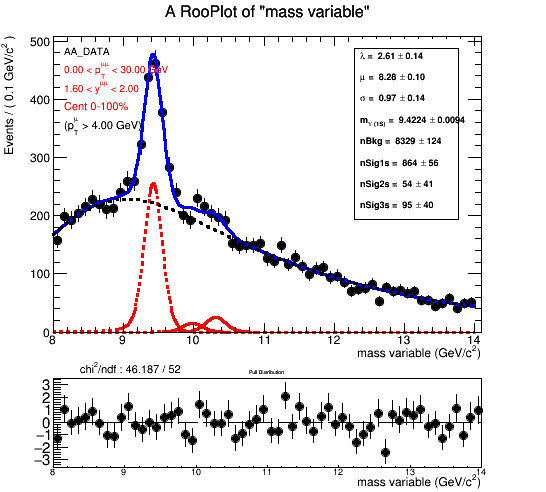 A RooPlot of "mass variable"
Events / ( 0.1 GeV/c² )
500
400
300
200
100
0
AA_DATA
0.00 < p_T^μμ < 30.00 GeV
1.60 < y^μμ < 2.00
Cent 0-100%
(p_T^μ > 4.00 GeV)
λ = 2.61 ± 0.14
μ = 8.28 ± 0.10
σ = 0.97 ± 0.14
m_Υ(1S) = 9.4224 ± 0.0094
nBkg = 8329 ± 124
nSig1s = 864 ± 56
nSig2s = 54 ± 41
nSig3s = 95 ± 40
8 9 10 11 12 13 14
mass variable (GeV/c²)
chi²/ndf : 46.187 / 52
Pull Distribution
3
2
1
0
−1
−2
−3
8 9 10 11 12 13 14
mass variable (GeV/c²)